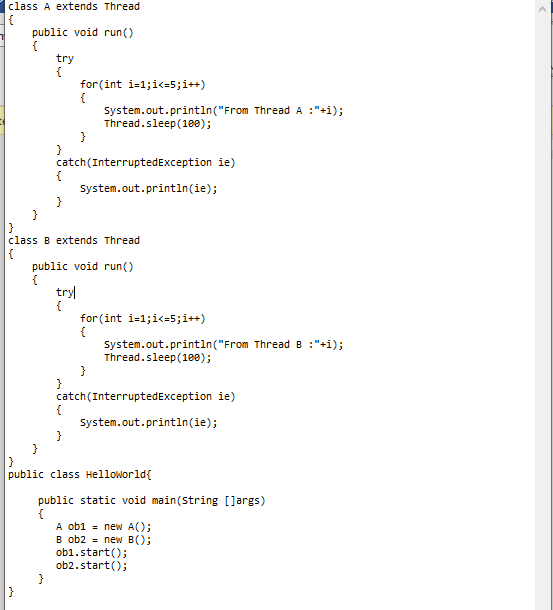 class A extends Thread
{
    public void run()
    {
        try
        {
            for(int i=1;i<=5;i++)
            {
                System.out.println("From Thread A :"+i);
                Thread.sleep(100);
            }
        }
        catch(InterruptedException ie)
        {
            System.out.println(ie);
        }
    }
}
class B extends Thread
{
    public void run()
    {
        try
        {
            for(int i=1;i<=5;i++)
            {
                System.out.println("From Thread B :"+i);
                Thread.sleep(100);
            }
        }
        catch(InterruptedException ie)
        {
            System.out.println(ie);
        }
    }
}
public class HelloWorld{

     public static void main(String []args)
     {
        A ob1 = new A();
        B ob2 = new B();
        ob1.start();
        ob2.start();
     }
}